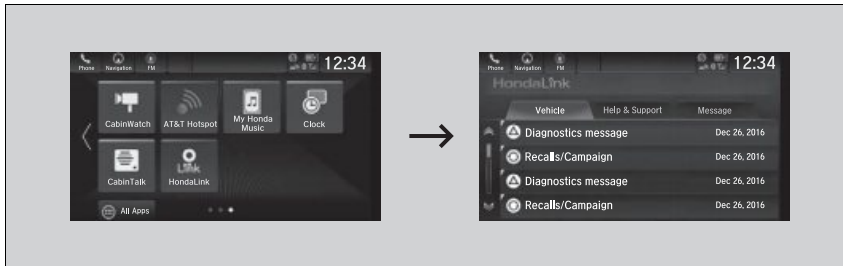 Phone Navigation FM 12:34
CabinWatch AT&T Hotspot My Honda Music Clock
CabinTalk Link HondaLink
All Apps
Phone Navigation FM 12:34
HondaLink
Vehicle Help & Support Message
Diagnostics message Dec 26, 2016
Recalls/Campaign Dec 26, 2016
Diagnostics message Dec 26, 2016
Recalls/Campaign Dec 26, 2016